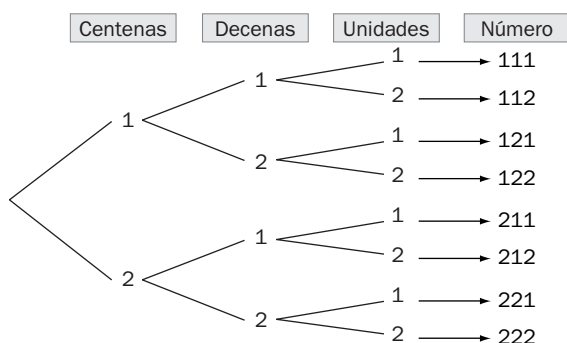 Centenas Decenas Unidades Número
1 → 111
1
2 → 112
1
1 → 121
2
2 → 122
1 → 211
1
2 → 212
2
1 → 221
2
2 → 222